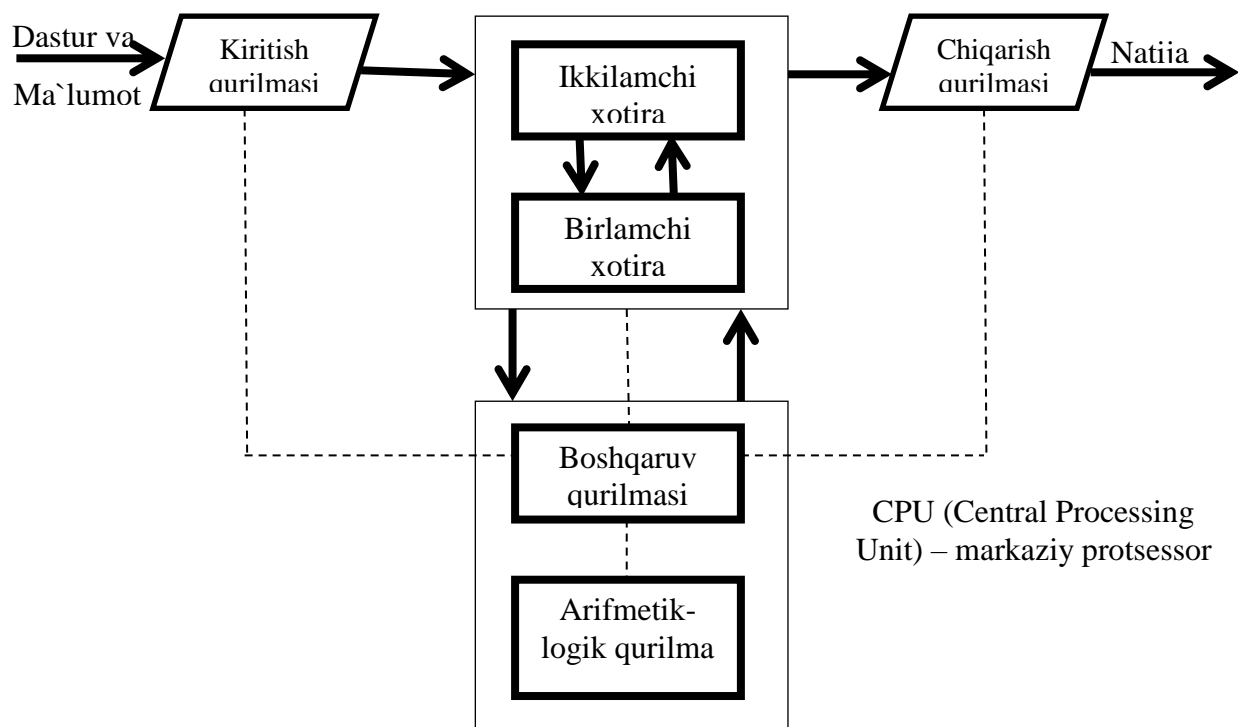 Dastur va
Ma`lumot
Kiritish
qurilmasi
Ikkilamchi
xotira
Birlamchi
xotira
Chiqarish
qurilmasi
Natija
Boshqaruv
qurilmasi
Arifmetik-
logik qurilma
CPU (Central Processing
Unit) – markaziy protsessor